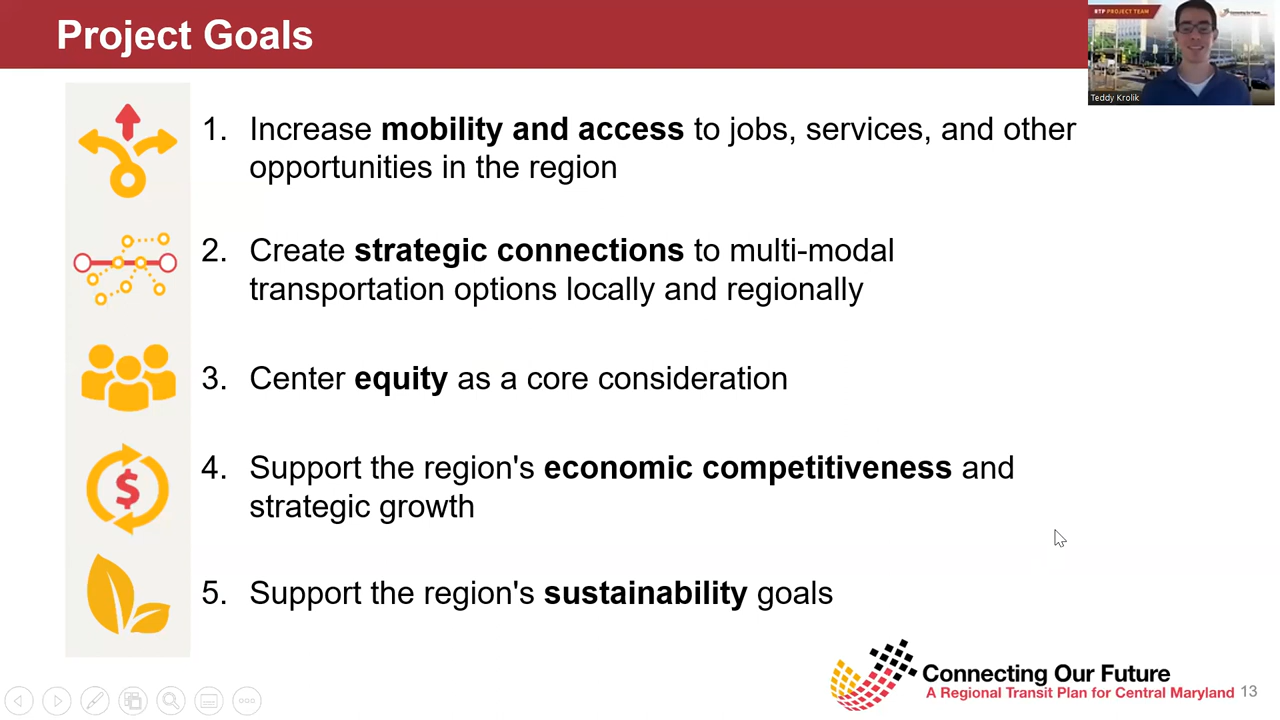 Project Goals
RTP PROJECT TEAM
Connecting Our Future
Teddy Krolik
1. Increase mobility and access to jobs, services, and other
opportunities in the region
2. Create strategic connections to multi-modal
transportation options locally and regionally
3. Center equity as a core consideration
$
4. Support the region's economic competitiveness and
strategic growth
5. Support the region's sustainability goals
Connecting Our Future
A Regional Transit Plan for Central Maryland
13